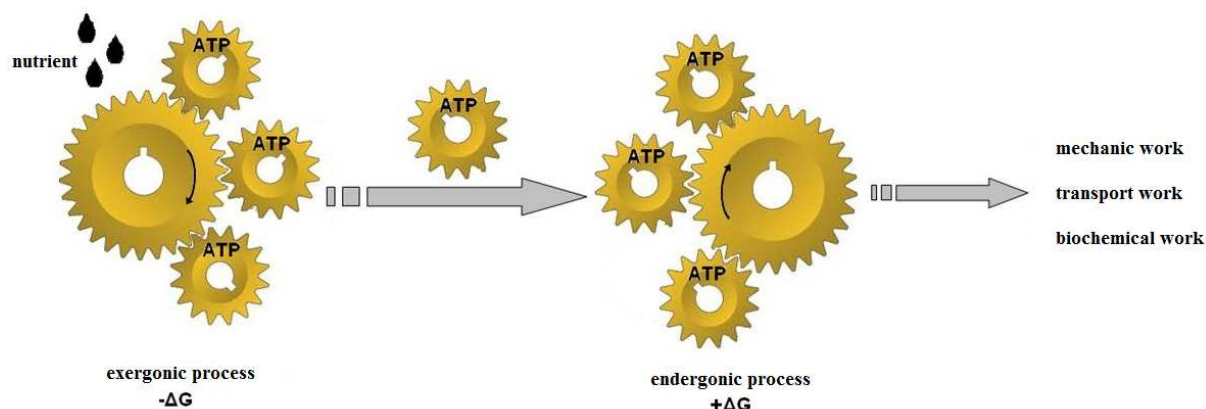 nutrient
ATP
ATP
ATP
exergonic process
-ΔG
ATP
ATP
ATP
ATP
endergonic process
+ΔG
mechanic work
transport work
biochemical work